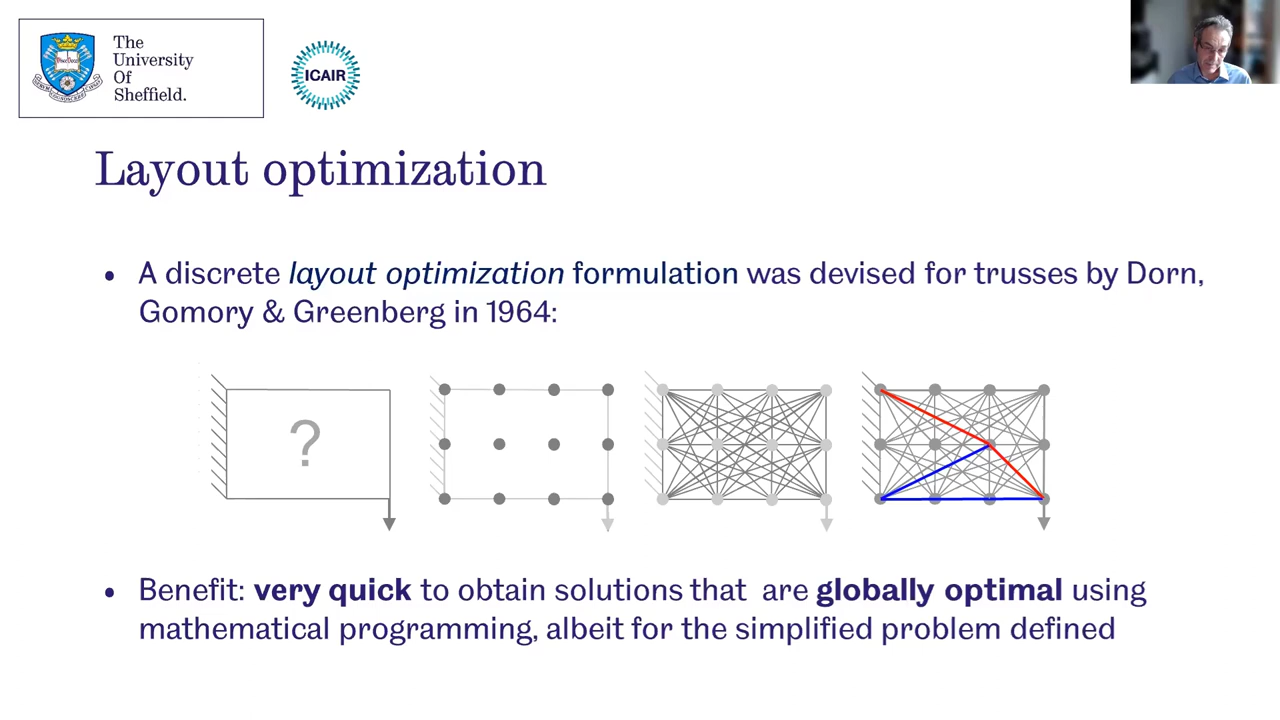 The
University
Of
Sheffield.
ICAIR
Layout optimization
• A discrete layout optimization formulation was devised for trusses by Dorn,
Gomory & Greenberg in 1964:
?
• Benefit: very quick to obtain solutions that  are globally optimal using
mathematical programming, albeit for the simplified problem defined